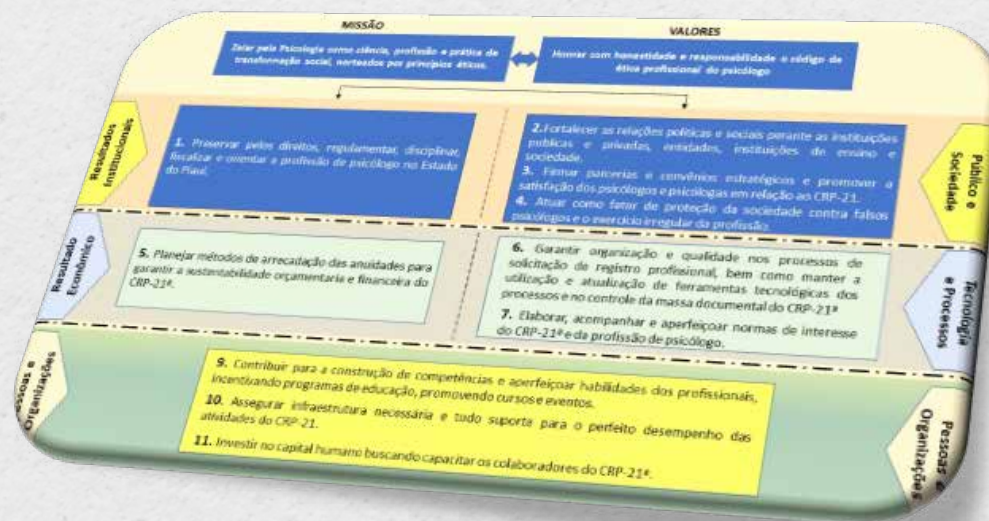 MISSÃO
Zelar pela Psicologia como ciência, profissão e prática de
transformação social, norteados por princípios éticos.
VALORES
Honrar com honestidade e responsabilidade o código de
ética profissional do psicólogo
Resultados
Institucionais
1. Preservar pelos direitos, regulamentar, disciplinar,
fiscalizar e orientar a profissão de psicólogo no Estado
do Piauí;
2.Fortalecer as relações políticas e sociais perante as instituições
publicas e privadas, entidades, instituições de ensino e
sociedade.
3. Firmar parcerias e convênios estratégicos e promover a
satisfação dos psicólogos e psicologas em relação ao CRP-21.
4. Atuar como fator de proteção da sociedade contra falsos
psicólogos e o exercício irregular da profissão.
Público e
Sociedade
Resultado
Econômico
5. Planejar métodos de arrecadação das anuidades para
garantir a sustentabilidade orçamentaria e financeira do
CRP-21ª.
6. Garantir organização e qualidade nos processos de
solicitação de registro profissional, bem como manter a
utilização e atualização de ferramentas tecnológicas dos
processos e no controle da massa documental do CRP-21ª
7. Elaborar, acompanhar e aperfeiçoar normas de interesse
do CRP-21ª e da profissão de psicólogo.
Tecnologia
e Processos
Pessoas e
Organizações
9. Contribuir para a construção de competências e aperfeiçoar habilidades dos profissionais,
incentivando programas de educação, promovendo cursos e eventos.
10. Assegurar infraestrutura necessária e tudo suporte para o perfeito desempenho das
atividades do CRP-21.
11. Investir no capital humano buscando capacitar os colaboradores do CRP-21ª.
Pessoas e
Organizações